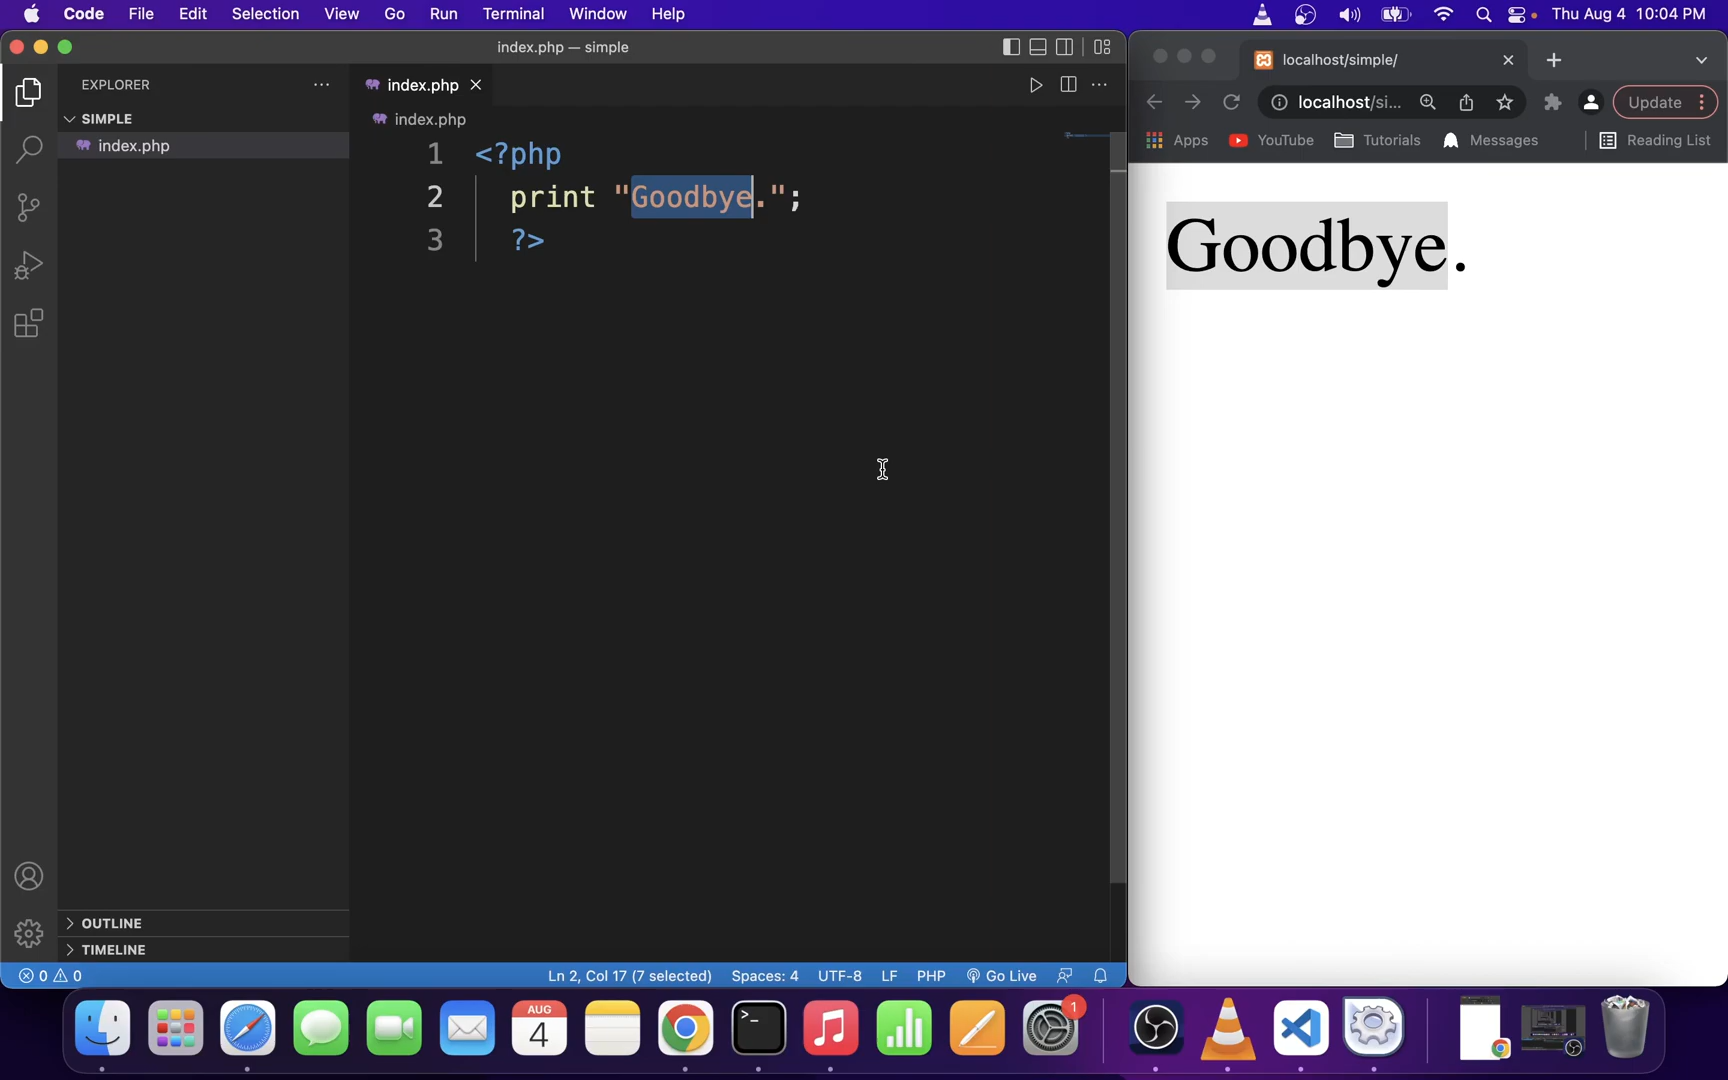 Code File Edit Selection View Go Run Terminal Window Help Thu Aug 4 10:04 PM
index.php — simple
EXPLORER
index.php
SIMPLE
index.php
index.php
1 <?php
2 print "Goodbye.";
3 ?>
OUTLINE
TIMELINE
0 0 Ln 2, Col 17 (7 selected) Spaces: 4 UTF-8 LF PHP Go Live
localhost/simple/
localhost/si... Update
Apps YouTube Tutorials Messages Reading List
Goodbye.
AUG
4
>_
1